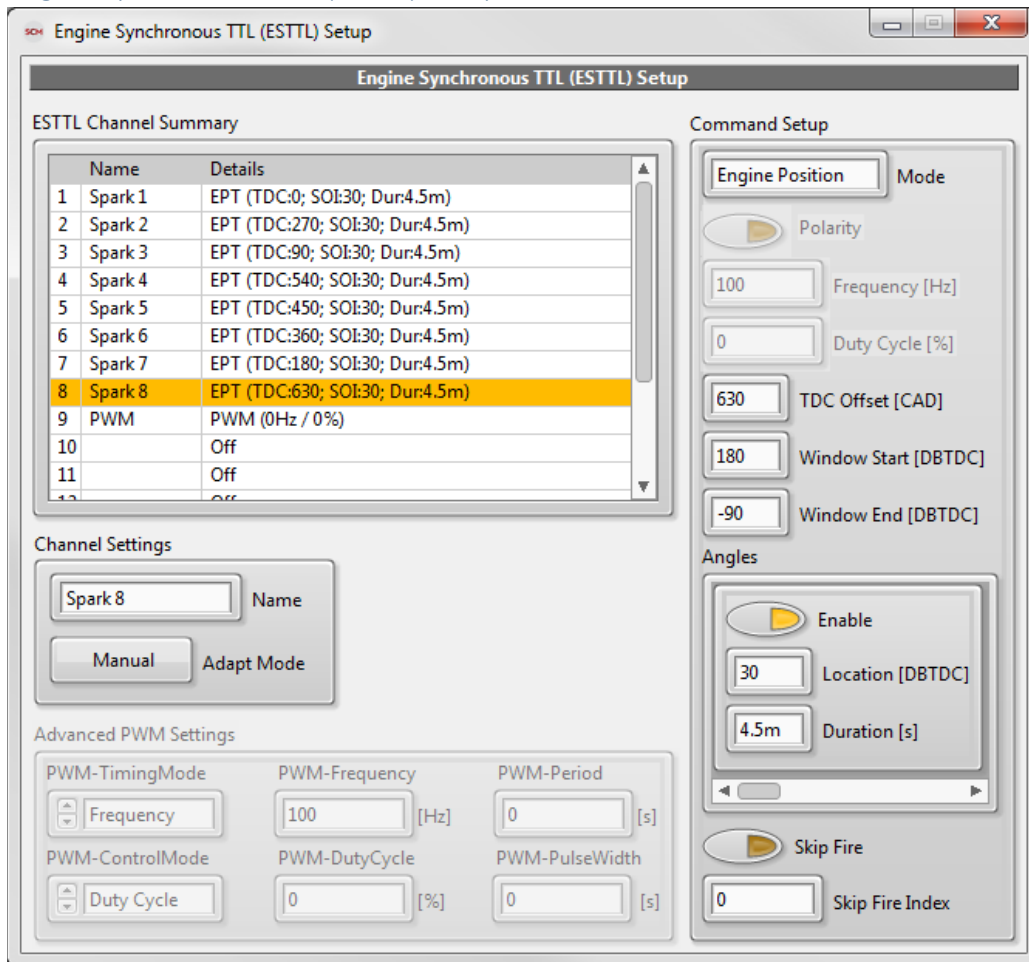 SCM Engine Synchronous TTL (ESTTL) Setup
Engine Synchronous TTL (ESTTL) Setup
ESTTL Channel Summary
Name Details
1 Spark 1 EPT (TDC:0; SOI:30; Dur:4.5m)
2 Spark 2 EPT (TDC:270; SOI:30; Dur:4.5m)
3 Spark 3 EPT (TDC:90; SOI:30; Dur:4.5m)
4 Spark 4 EPT (TDC:540; SOI:30; Dur:4.5m)
5 Spark 5 EPT (TDC:450; SOI:30; Dur:4.5m)
6 Spark 6 EPT (TDC:360; SOI:30; Dur:4.5m)
7 Spark 7 EPT (TDC:180; SOI:30; Dur:4.5m)
8 Spark 8 EPT (TDC:630; SOI:30; Dur:4.5m)
9 PWM PWM (0Hz / 0%)
10 Off
11 Off
Channel Settings
Spark 8 Name
Manual Adapt Mode
Advanced PWM Settings
PWM-TimingMode PWM-Frequency PWM-Period
Frequency 100 [Hz] 0 [s]
PWM-ControlMode PWM-DutyCycle PWM-PulseWidth
Duty Cycle 0 [%] 0 [s]
Command Setup
Engine Position Mode
Polarity
100 Frequency [Hz]
0 Duty Cycle [%]
630 TDC Offset [CAD]
180 Window Start [DBTDC]
-90 Window End [DBTDC]
Angles
Enable
30 Location [DBTDC]
4.5m Duration [s]
Skip Fire
0 Skip Fire Index